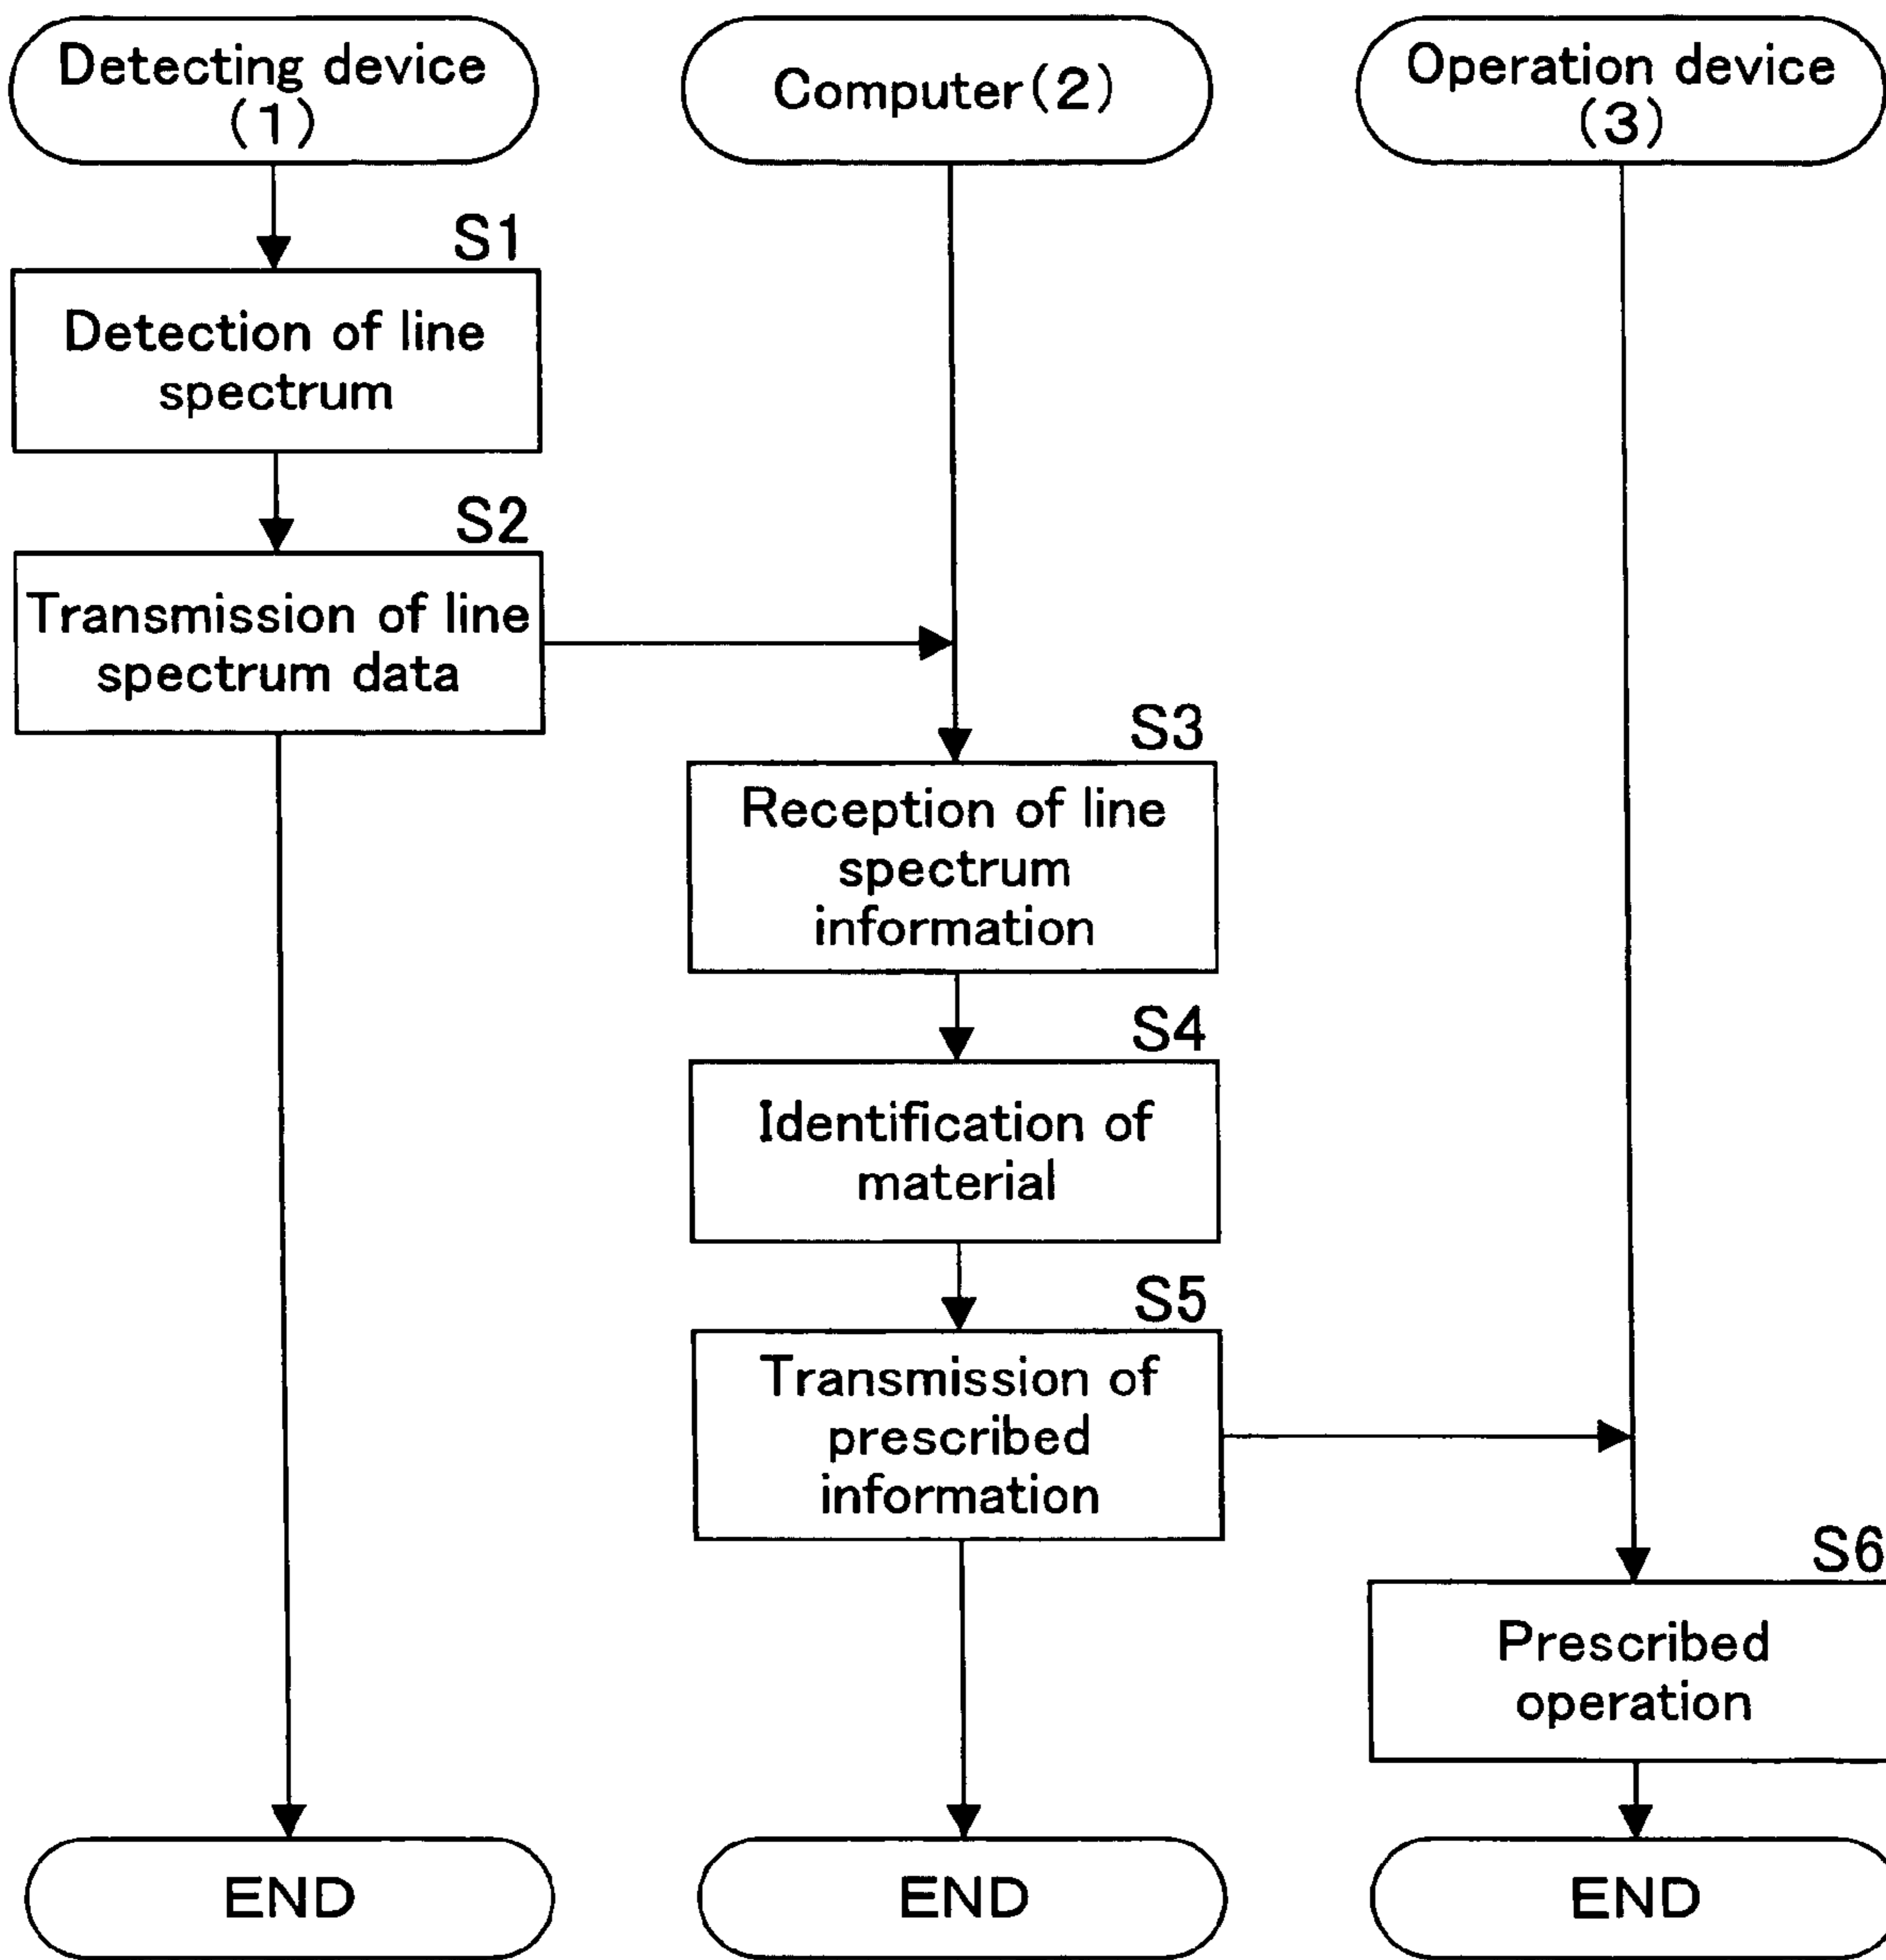 Detecting device
(1)
Computer(2)
Operation device
(3)
S1
Detection of line
spectrum
S2
Transmission of line
spectrum data
S3
Reception of line
spectrum
information
S4
Identification of
material
S5
Transmission of
prescribed
information
S6
Prescribed
operation
END
END
END